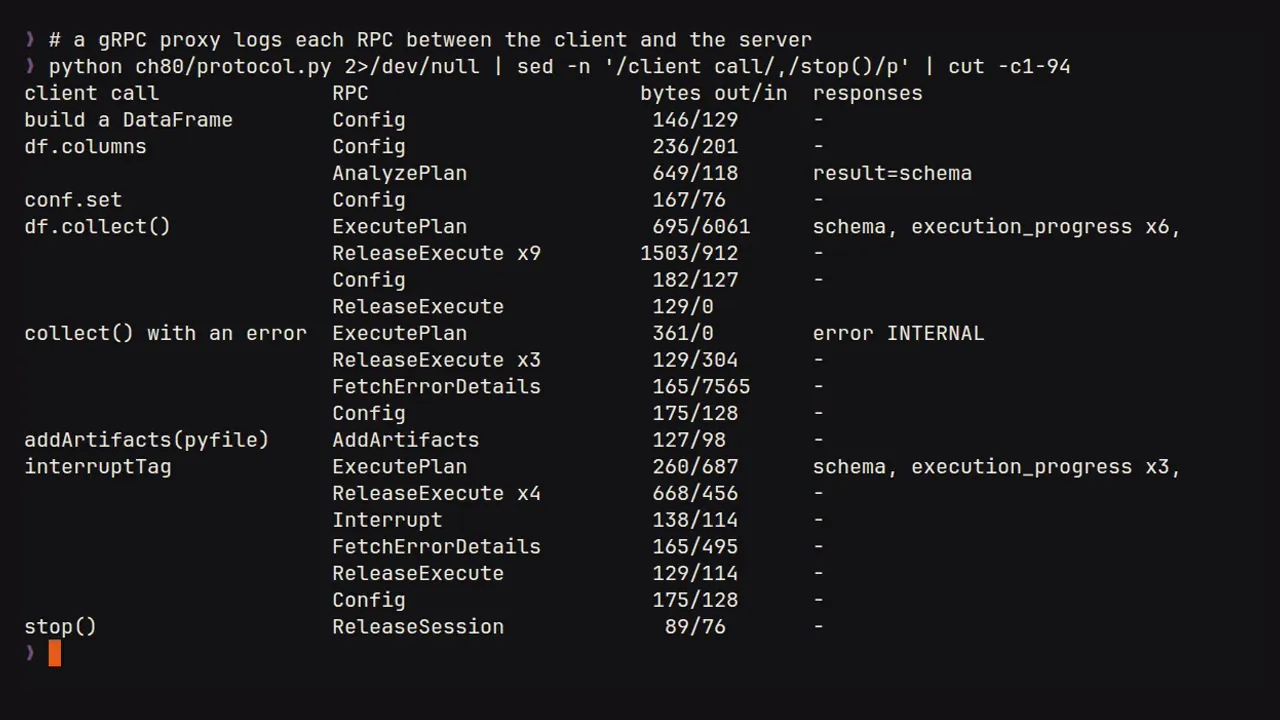 ❯ # a gRPC proxy logs each RPC between the client and the server
❯ python ch80/protocol.py 2>/dev/null | sed -n '/client call/,/stop()/p' | cut -c1-94
client call              RPC                      bytes out/in  responses
build a DataFrame        Config                    146/129      -
df.columns               Config                    236/201      -
                         AnalyzePlan               649/118      result=schema
conf.set                 Config                    167/76       -
df.collect()             ExecutePlan               695/6061     schema, execution_progress x6,
                         ReleaseExecute x9        1503/912      -
                         Config                    182/127      -
                         ReleaseExecute            129/0
collect() with an error  ExecutePlan               361/0        error INTERNAL
                         ReleaseExecute x3         129/304      -
                         FetchErrorDetails         165/7565     -
                         Config                    175/128      -
addArtifacts(pyfile)     AddArtifacts              127/98       -
interruptTag             ExecutePlan               260/687      schema, execution_progress x3,
                         ReleaseExecute x4         668/456      -
                         Interrupt                 138/114      -
                         FetchErrorDetails         165/495      -
                         ReleaseExecute            129/114      -
                         Config                    175/128      -
stop()                   ReleaseSession             89/76       -
❯